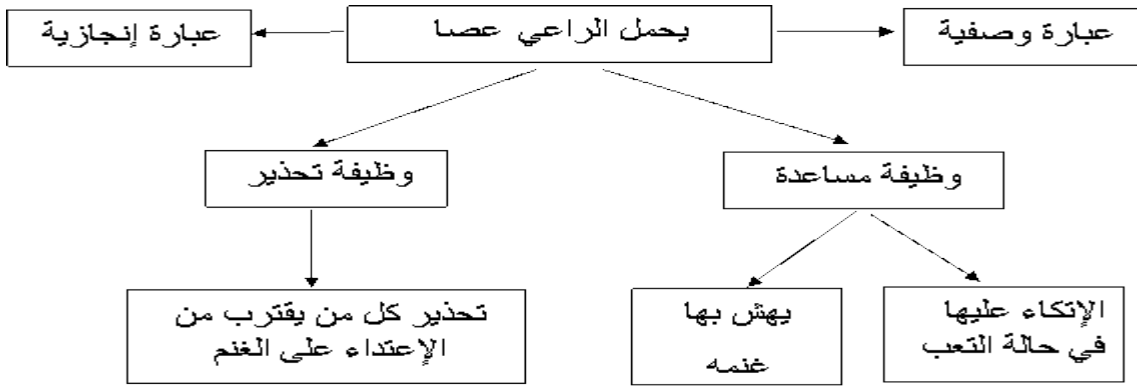 عبارة وصفية
يحمل الراعي عصا
عبارة إنجازية
وظيفة مساعدة
وظيفة تحذير
الإتكاء عليها
في حالة التعب
يهش بها
غنمه
تحذير كل من يقترب من
الإعتداء على الغنم